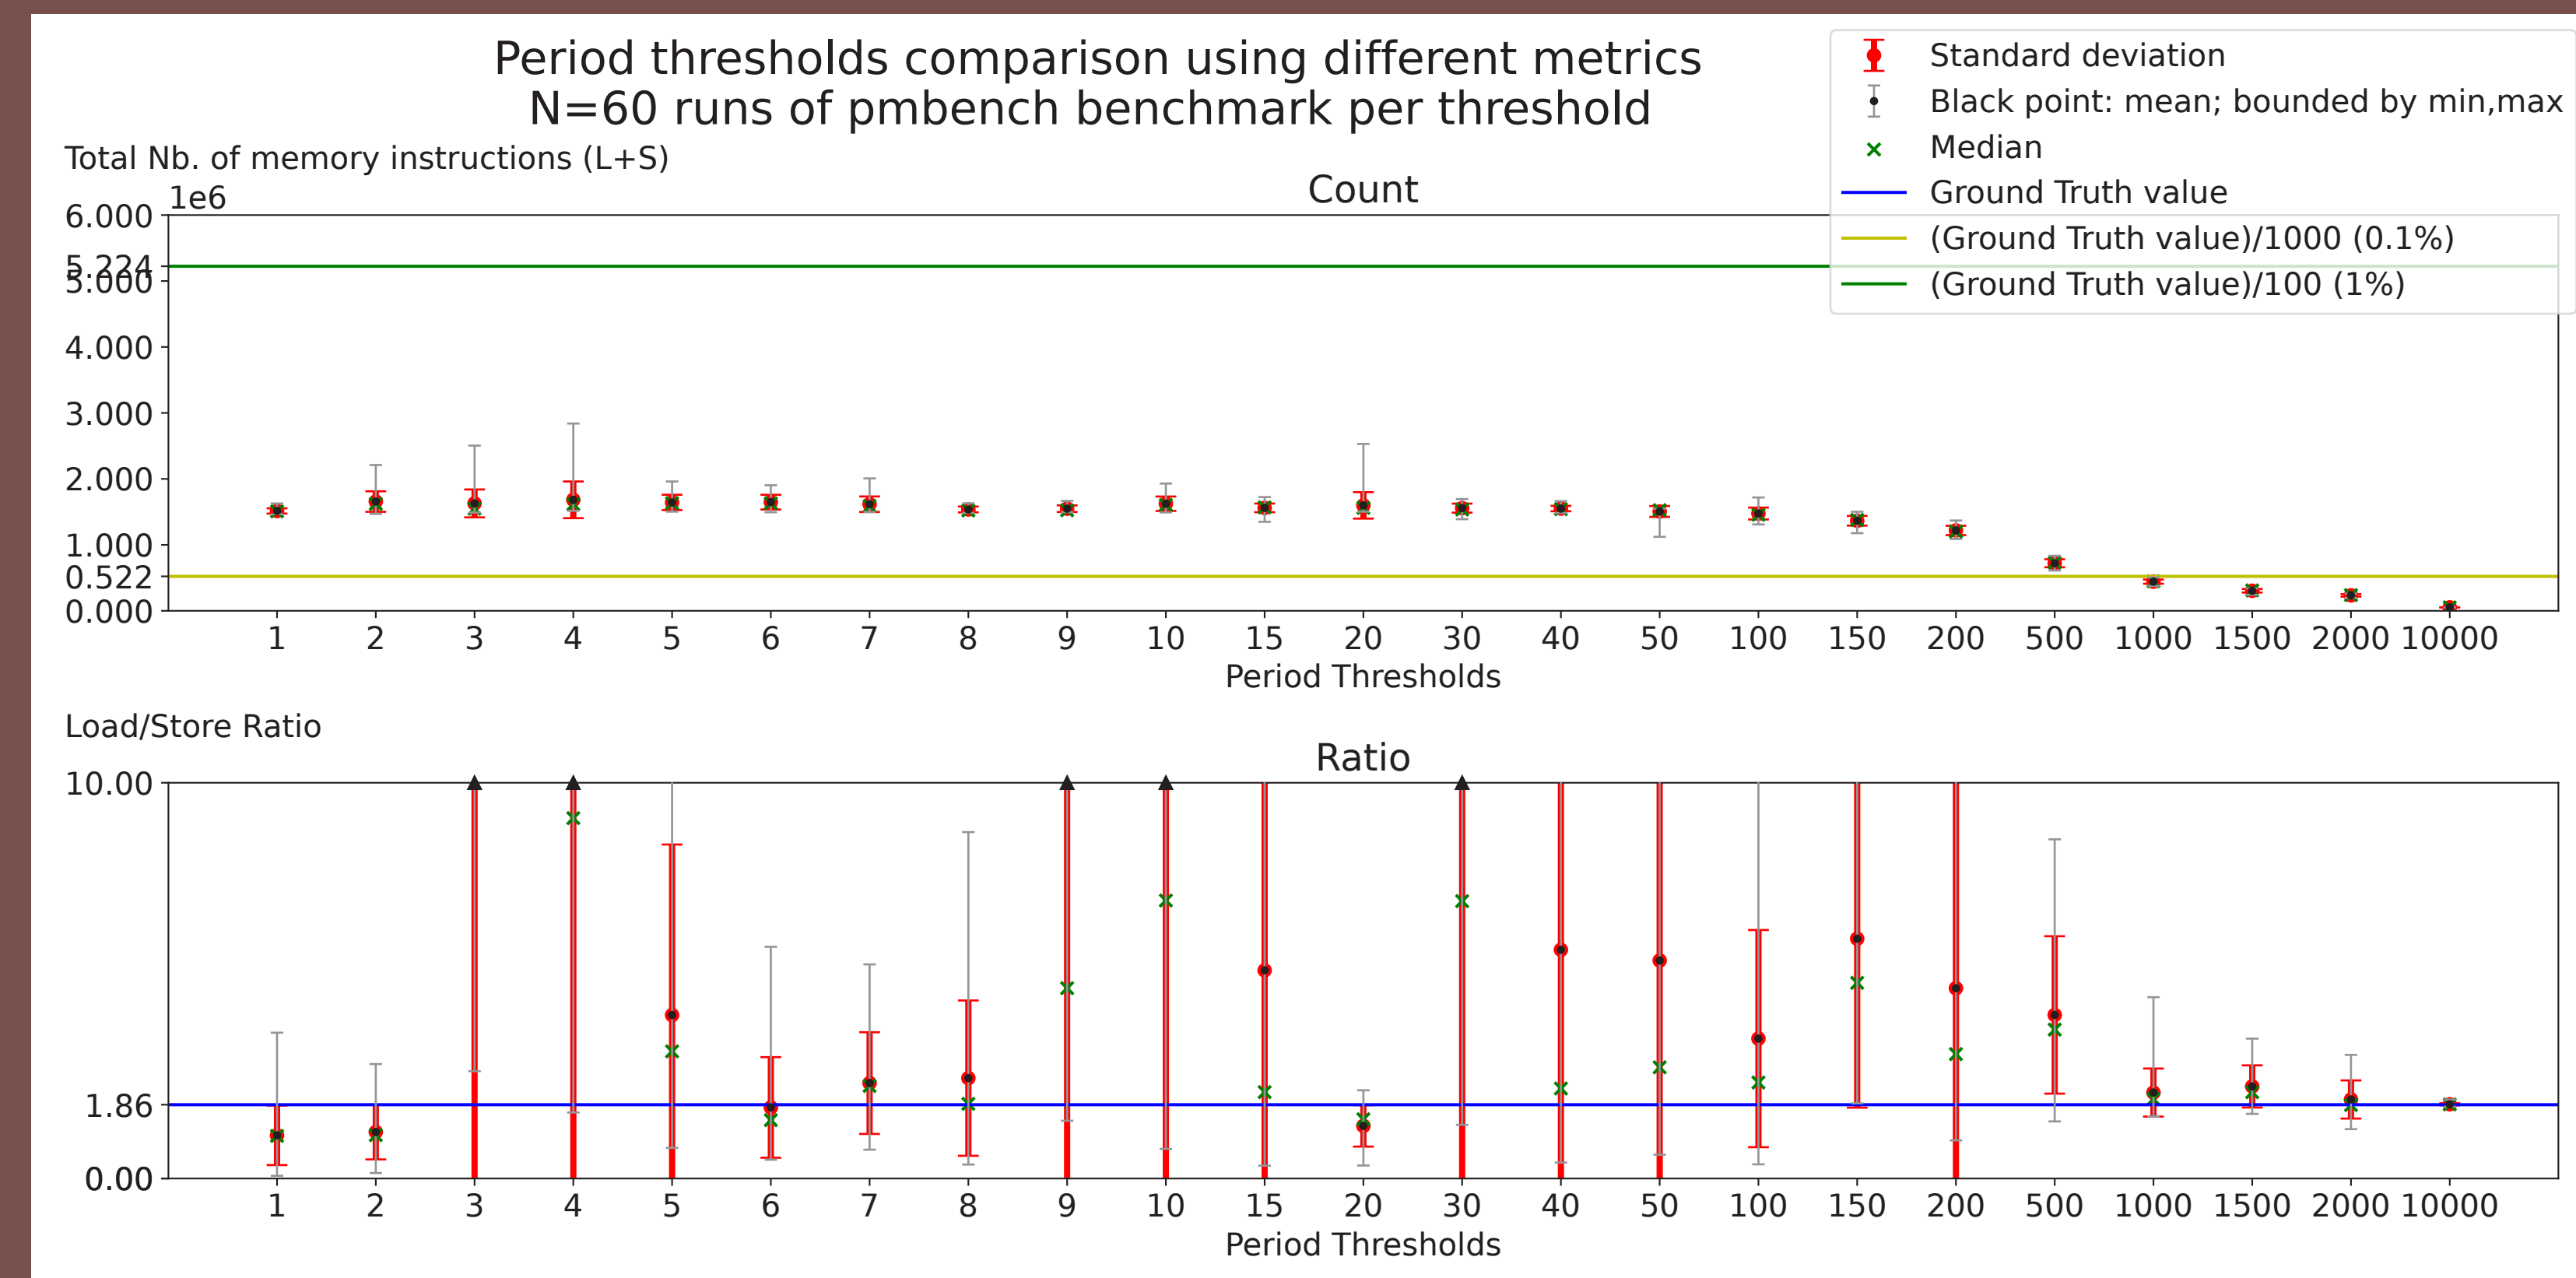 Period thresholds comparison using different metrics
N=60 runs of pmbench benchmark per threshold
Standard deviation
Black point: mean; bounded by min,max
Median
Ground Truth value
(Ground Truth value)/1000 (0.1%)
(Ground Truth value)/100 (1%)
Total Nb. of memory instructions (L+S)
1e6
Count
6.000
5.224
5.000
4.000
3.000
2.000
1.000
0.522
0.000
1 2 3 4 5 6 7 8 9 10 15 20 30 40 50 100 150 200 500 1000 1500 2000 10000
Period Thresholds
Load/Store Ratio
Ratio
10.00
1.86
0.00
1 2 3 4 5 6 7 8 9 10 15 20 30 40 50 100 150 200 500 1000 1500 2000 10000
Period Thresholds